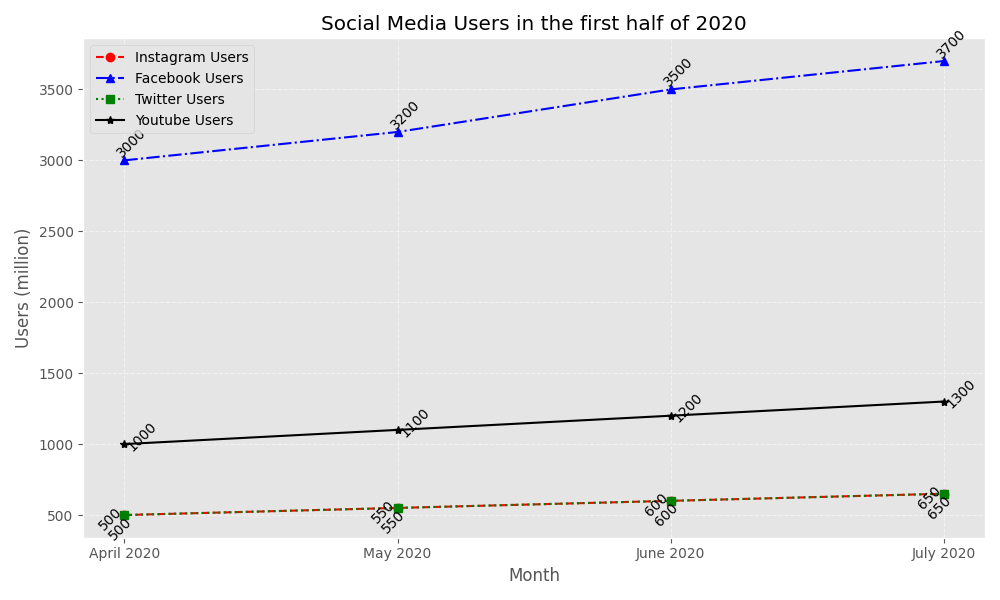 Social Media Users in the first half of 2020
Instagram Users
Facebook Users
Twitter Users
Youtube Users
Users (million)
3500
3000
2500
2000
1500
1000
500
3000
3200
3500
3700
1000
1100
1200
1300
500
500
550
550
600
600
650
650
April 2020
May 2020
June 2020
July 2020
Month